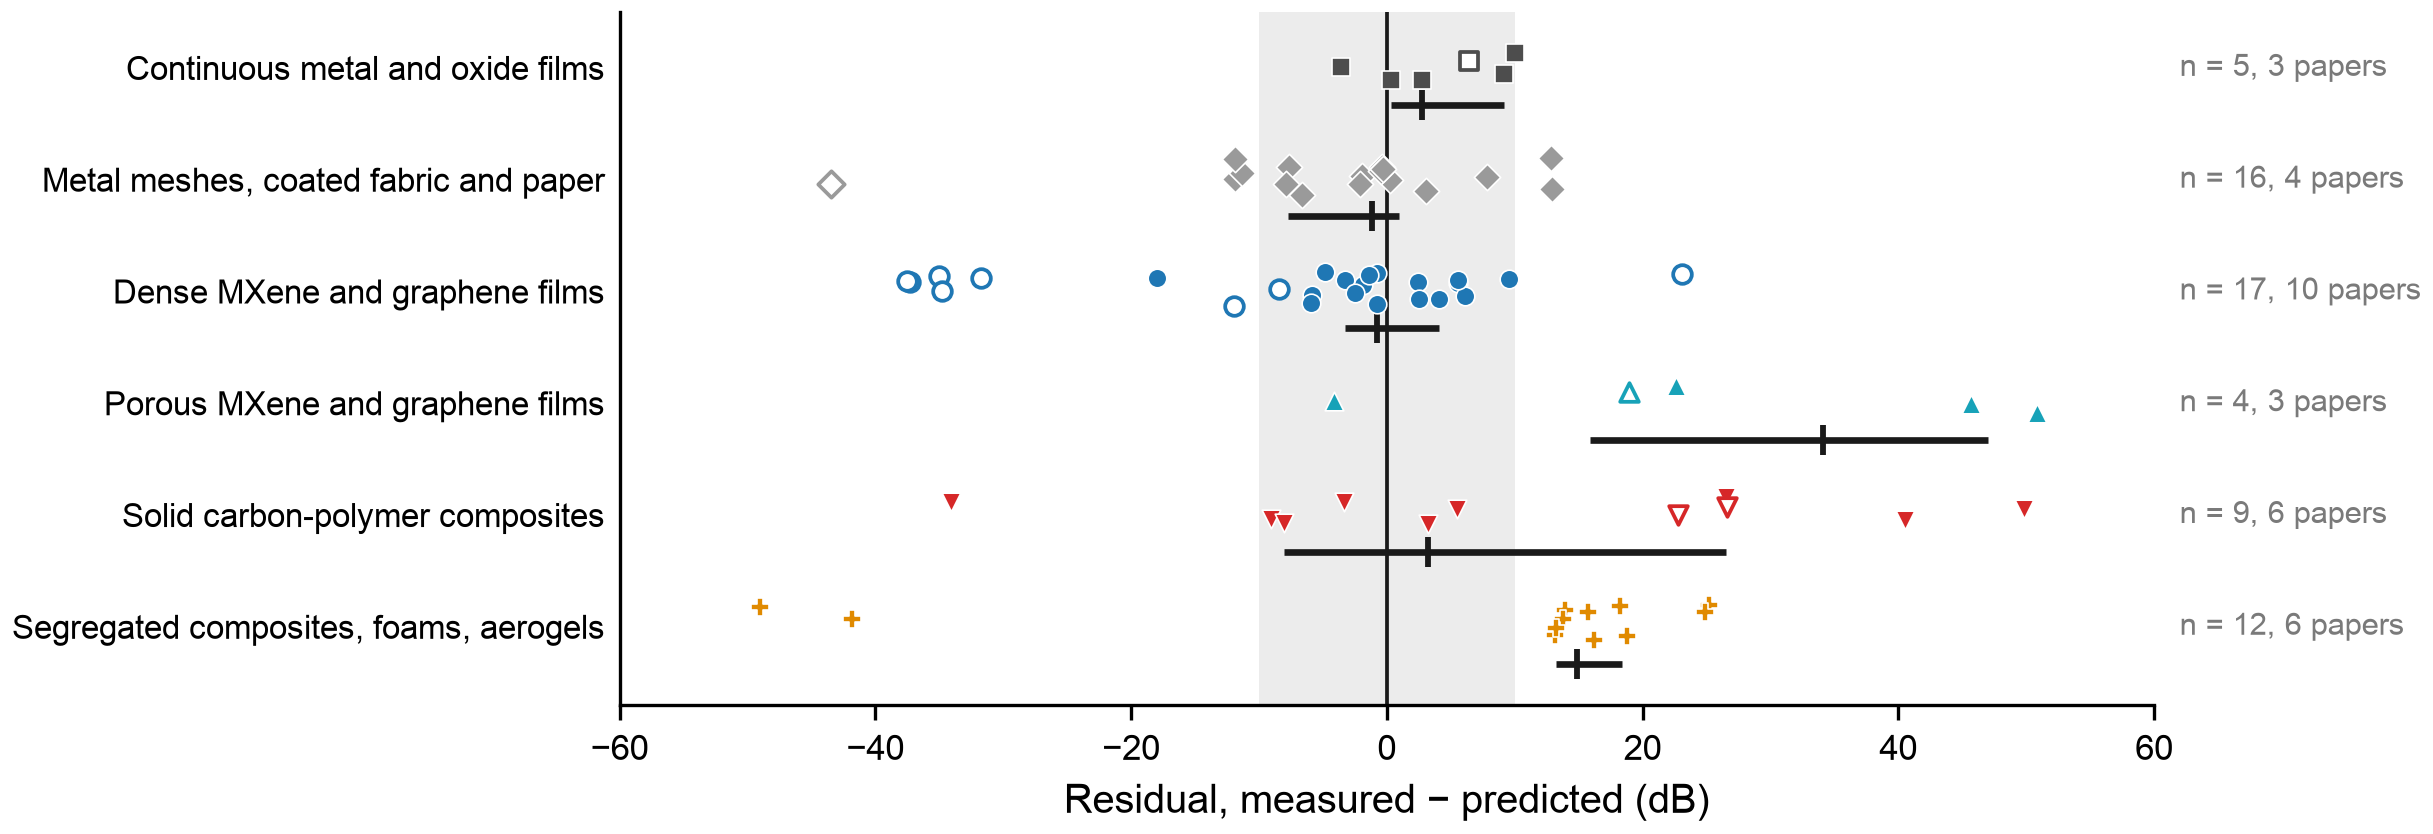 Continuous metal and oxide films
n = 5, 3 papers
Metal meshes, coated fabric and paper
n = 16, 4 papers
Dense MXene and graphene films
n = 17, 10 papers
Porous MXene and graphene films
n = 4, 3 papers
Solid carbon-polymer composites
n = 9, 6 papers
Segregated composites, foams, aerogels
n = 12, 6 papers
−60 −40 −20 0 20 40 60
Residual, measured − predicted (dB)